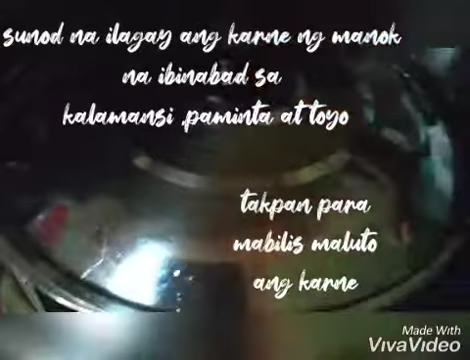 sunod na ilagay ang karne ng manok
na ibinabad sa
kalamansi ,paminta at toyo
takpan para
mabilis maluto
ang karne
Made With
VivaVideo